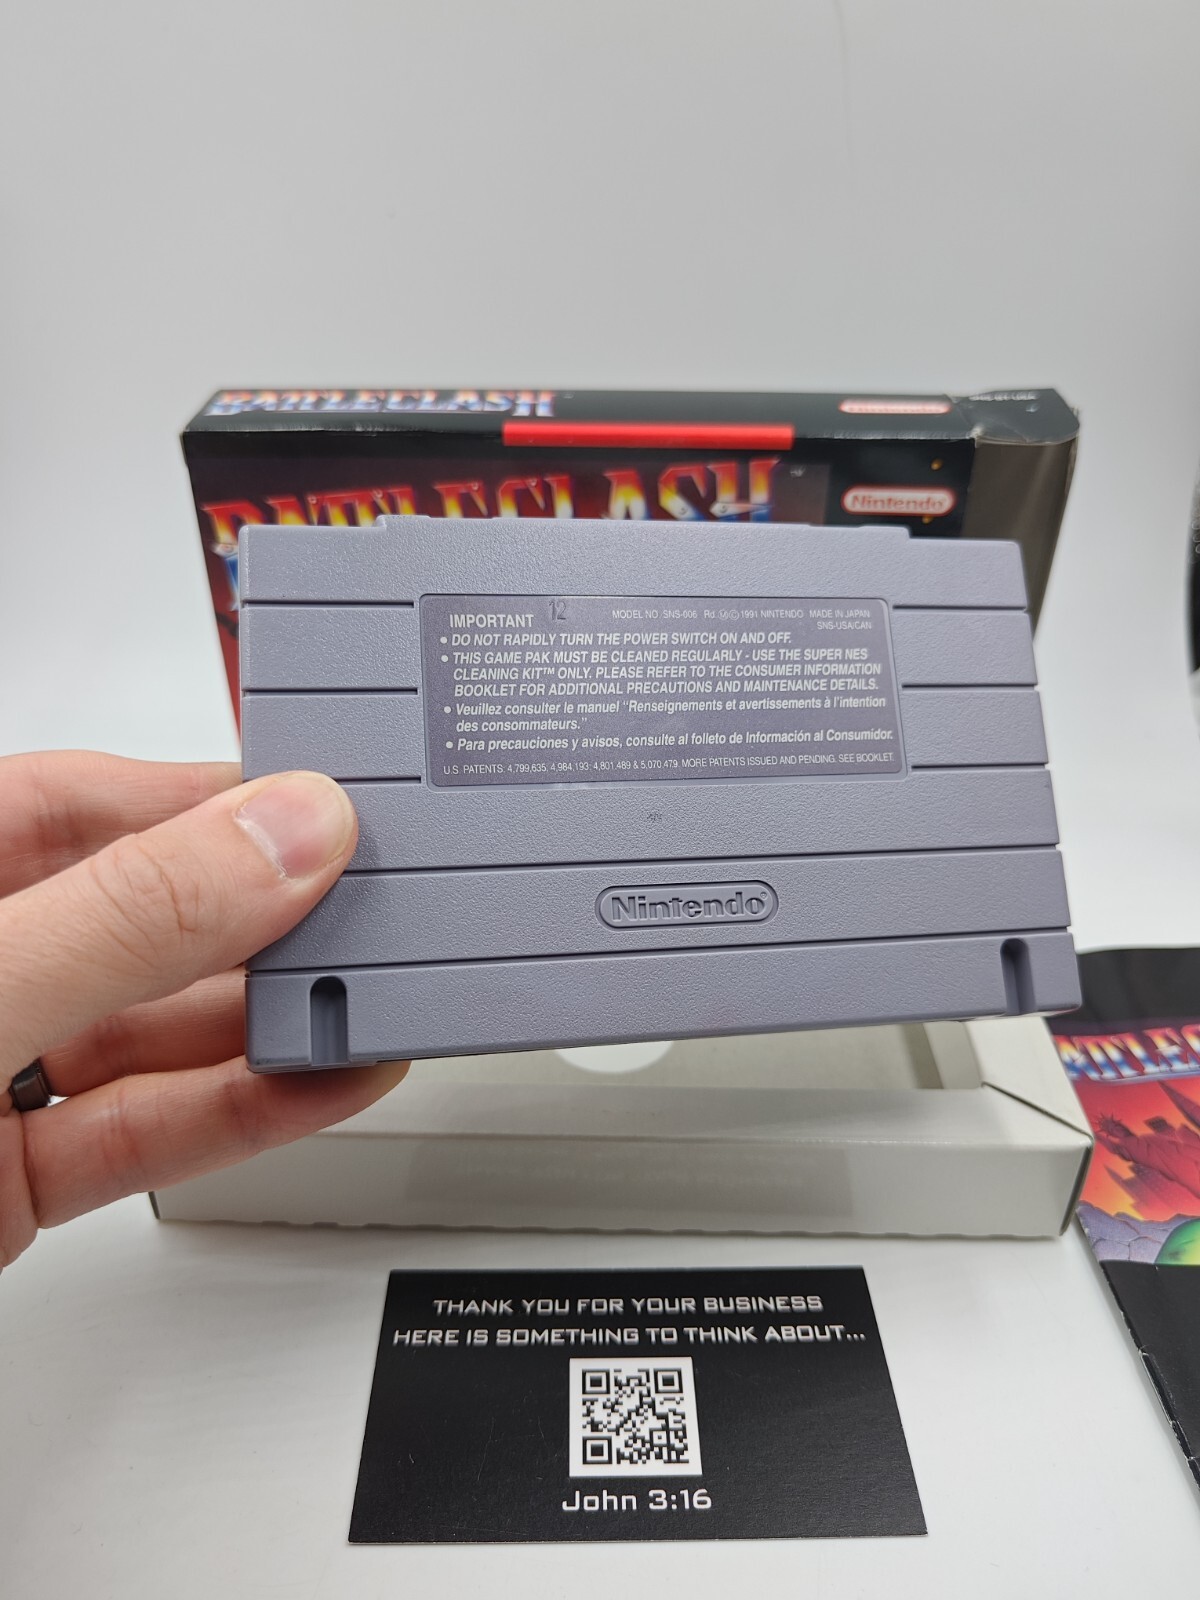 BATTLECLASH
Nintendo
BATTLECLASH
Nintendo
IMPORTANT 12 MODEL NO. SNS-006 Rd. Ⓜ©1991 NINTENDO MADE IN JAPAN
SNS-USA/CAN
• DO NOT RAPIDLY TURN THE POWER SWITCH ON AND OFF.
• THIS GAME PAK MUST BE CLEANED REGULARLY - USE THE SUPER NES
CLEANING KIT™ ONLY. PLEASE REFER TO THE CONSUMER INFORMATION
BOOKLET FOR ADDITIONAL PRECAUTIONS AND MAINTENANCE DETAILS.
• Veuillez consulter le manuel "Renseignements et avertissements à l'intention
des consommateurs."
• Para precauciones y avisos, consulte al folleto de Información al Consumidor.
U.S. PATENTS: 4,799,635, 4,984,193; 4,801,489 & 5,070,479. MORE PATENTS ISSUED AND PENDING. SEE BOOKLET.
Nintendo®
THANK YOU FOR YOUR BUSINESS
HERE IS SOMETHING TO THINK ABOUT...
John 3:16